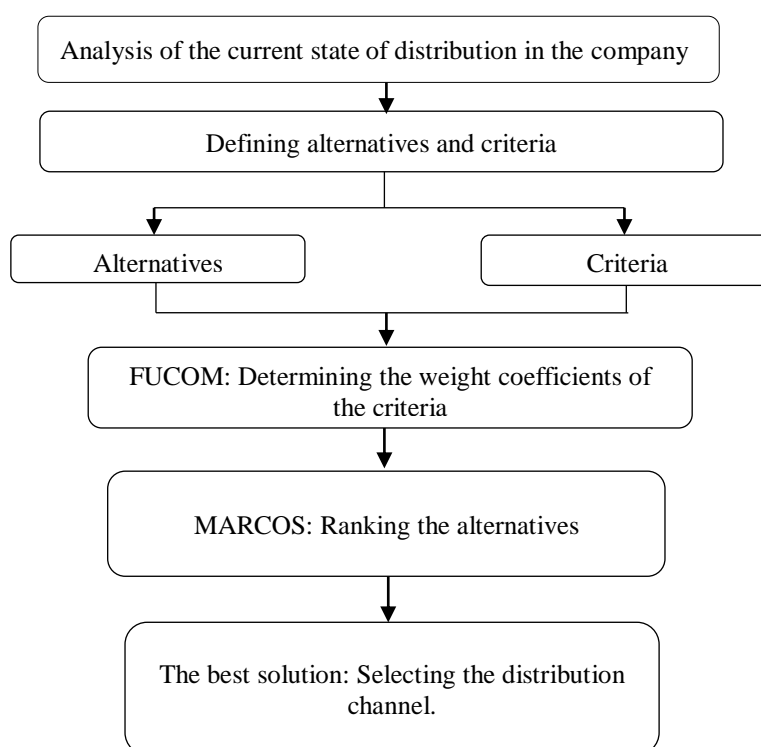 Analysis of the current state of distribution in the company
Defining alternatives and criteria
Alternatives
Criteria
FUCOM: Determining the weight coefficients of
the criteria
MARCOS: Ranking the alternatives
The best solution: Selecting the distribution
channel.